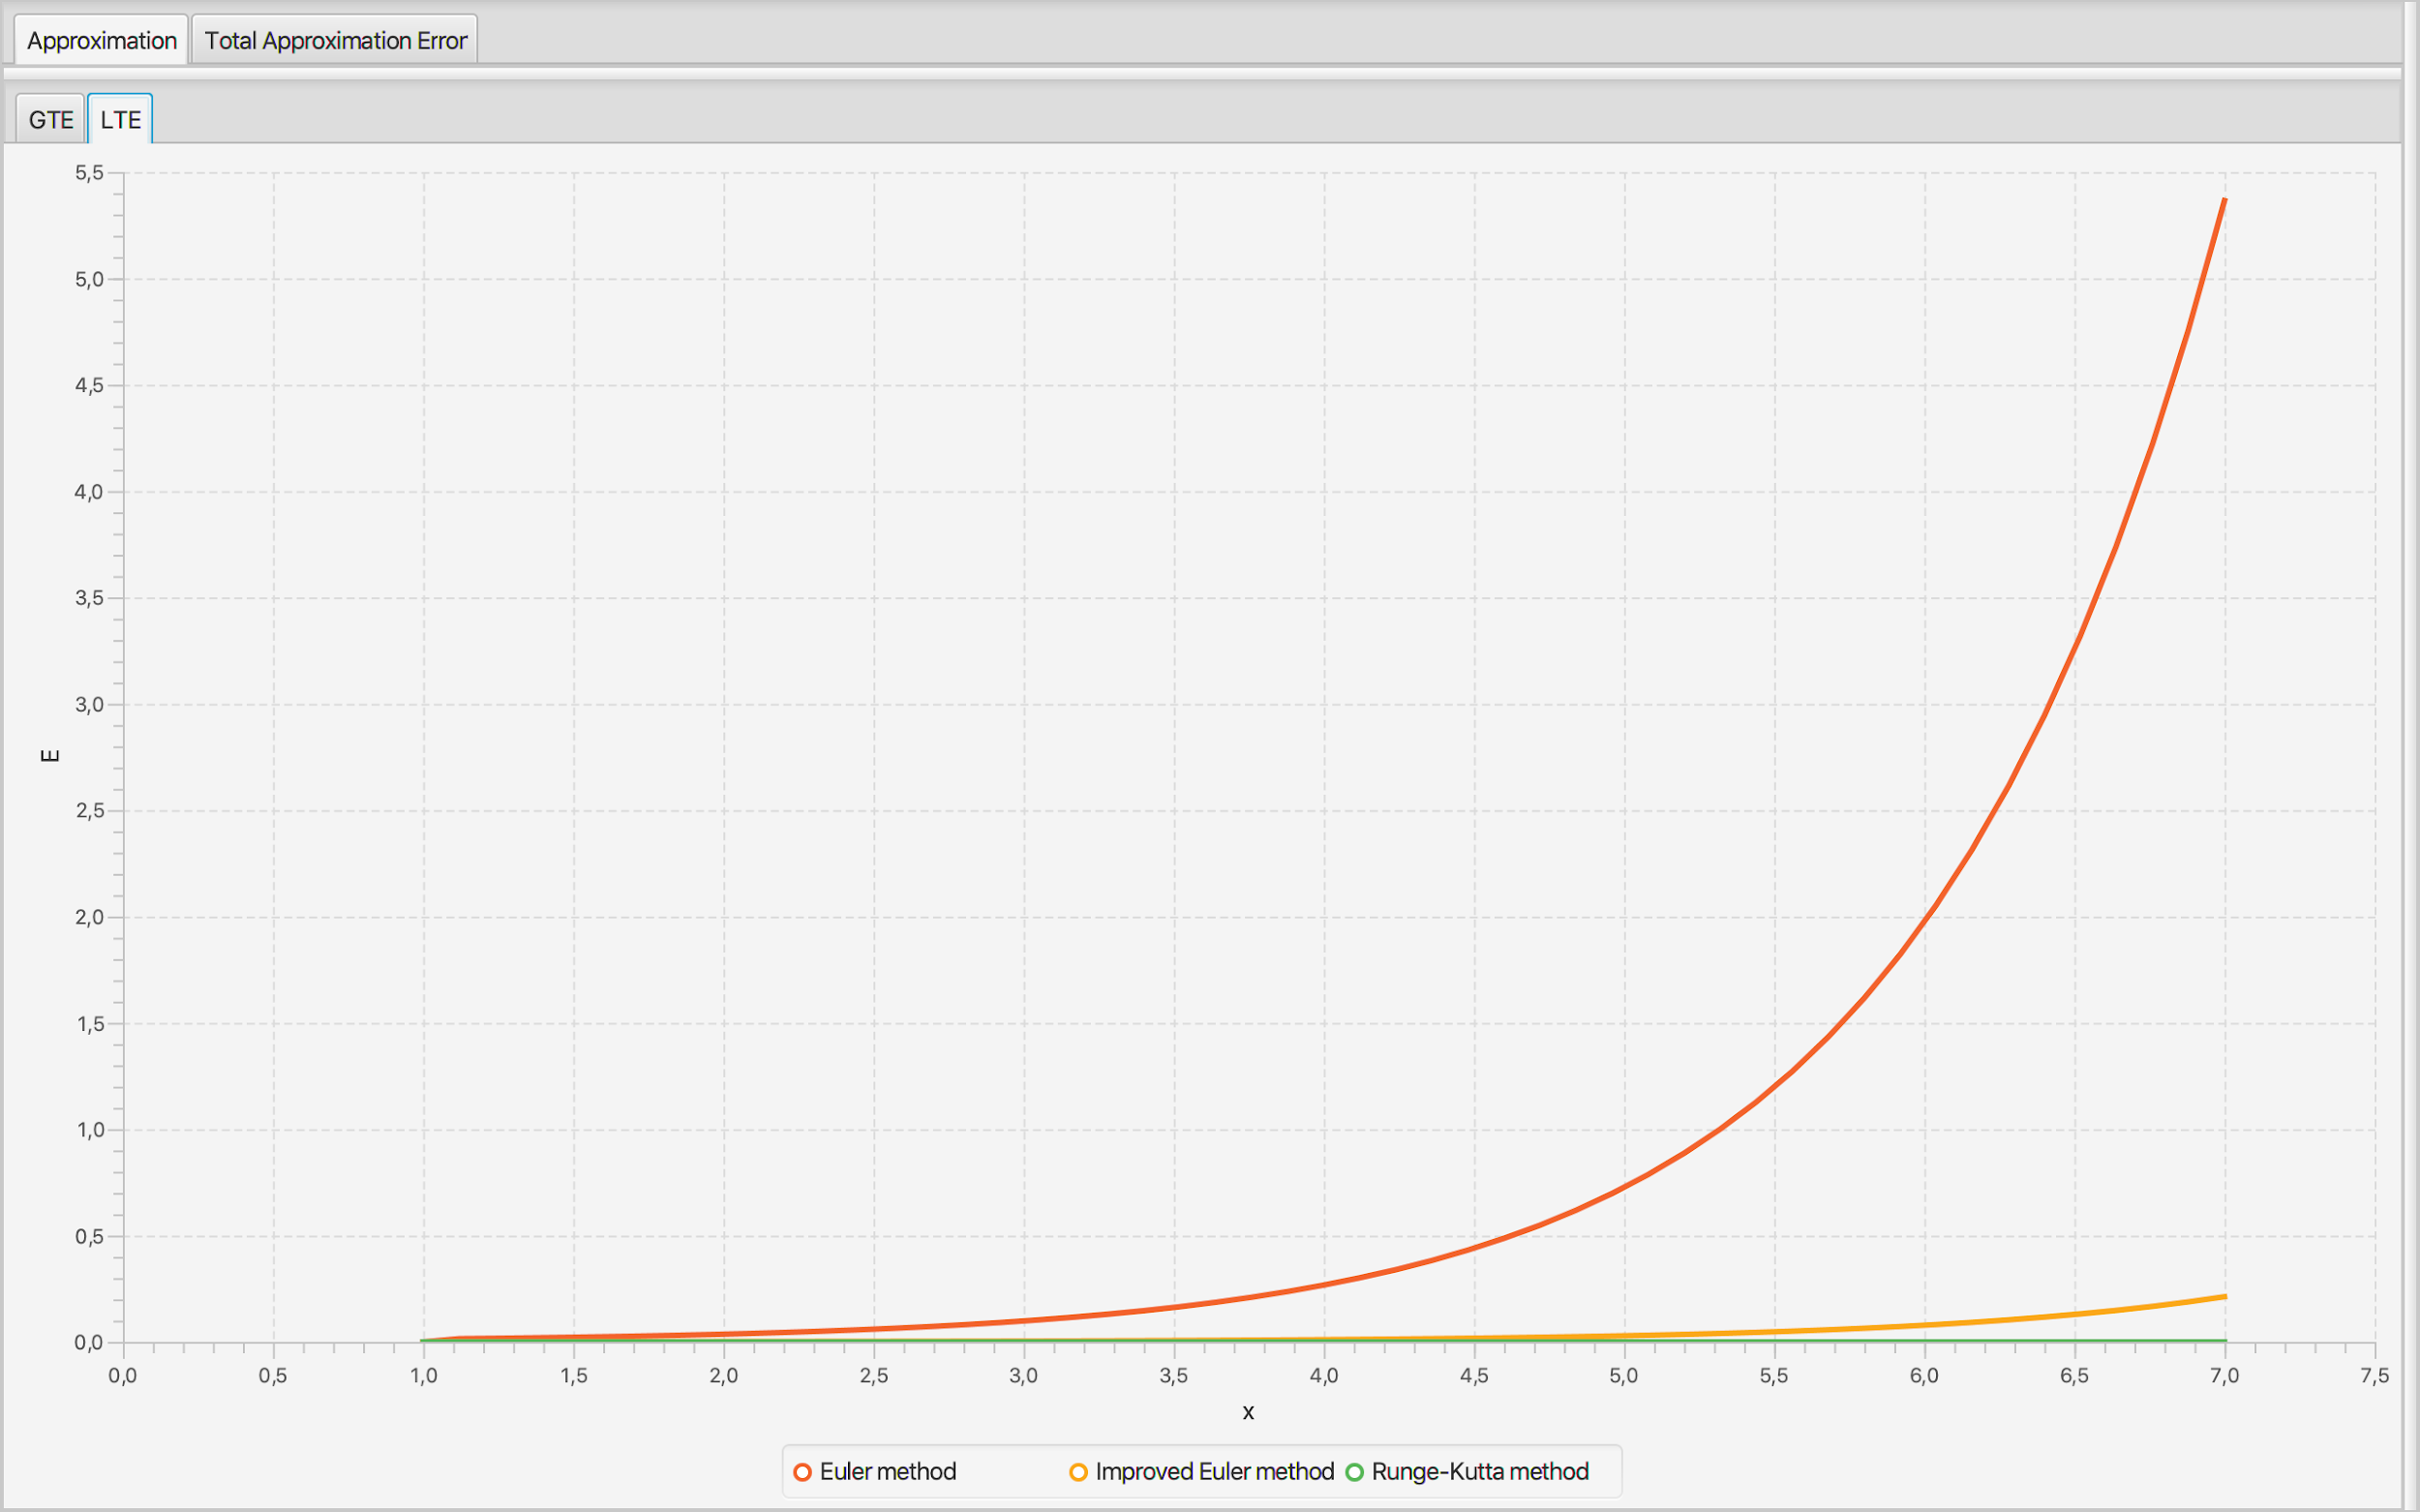 Approximation Total Approximation Error
GTE LTE
5,5
5,0
4,5
4,0
3,5
3,0
E
2,5
2,0
1,5
1,0
0,5
0,0
0,0 0,5 1,0 1,5 2,0 2,5 3,0 3,5 4,0 4,5 5,0 5,5 6,0 6,5 7,0 7,5
x
Euler method Improved Euler method Runge-Kutta method